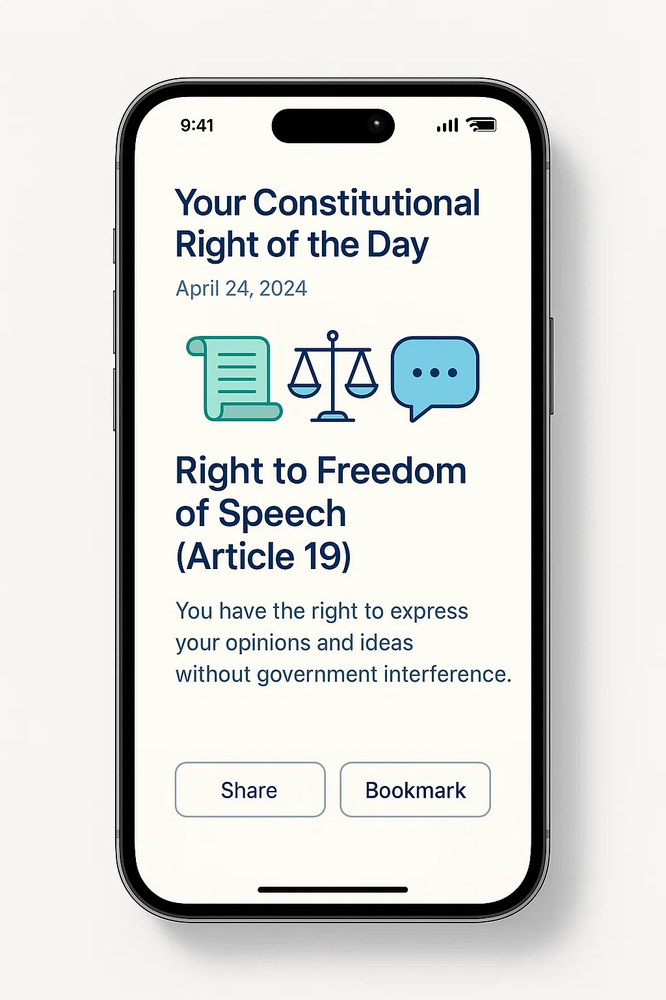 9:41
Your Constitutional
Right of the Day
April 24, 2024
Right to Freedom
of Speech
(Article 19)
You have the right to express
your opinions and ideas
without government interference.
Share
Bookmark